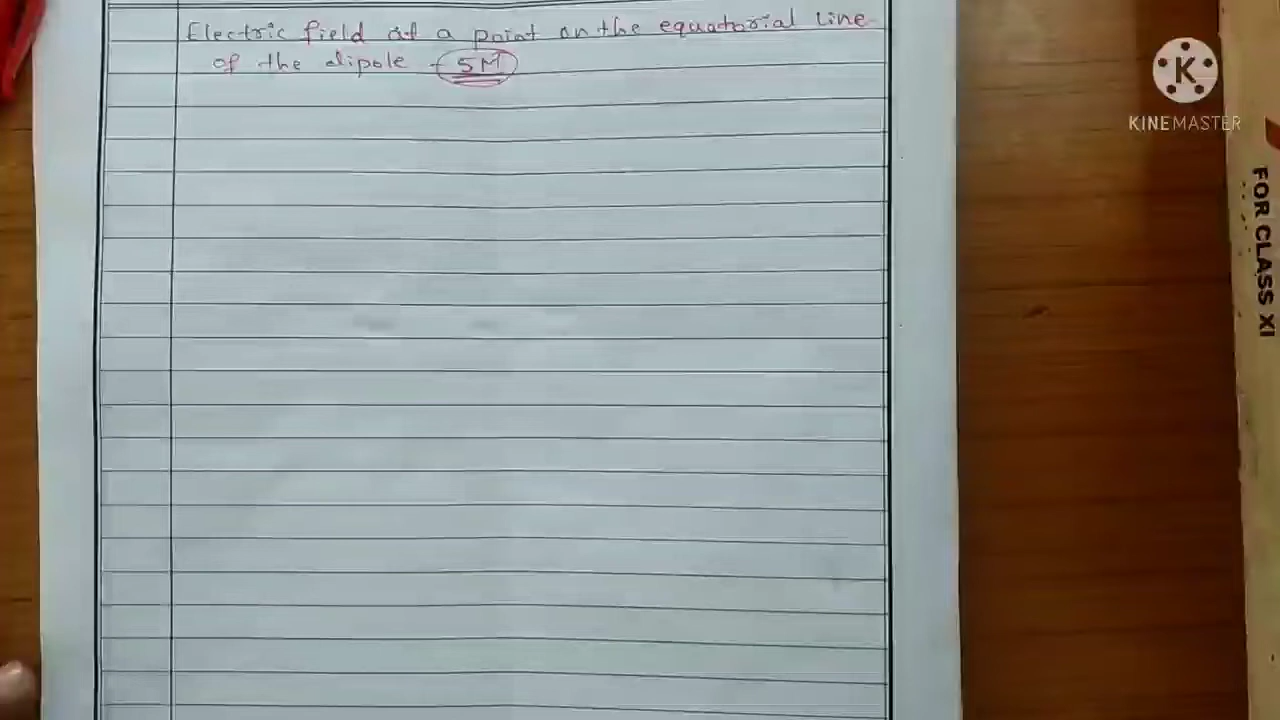 Electric field at a point on the equatorial line
of the dipole - 5M
K
KINEMASTER
FOR CLASS XI